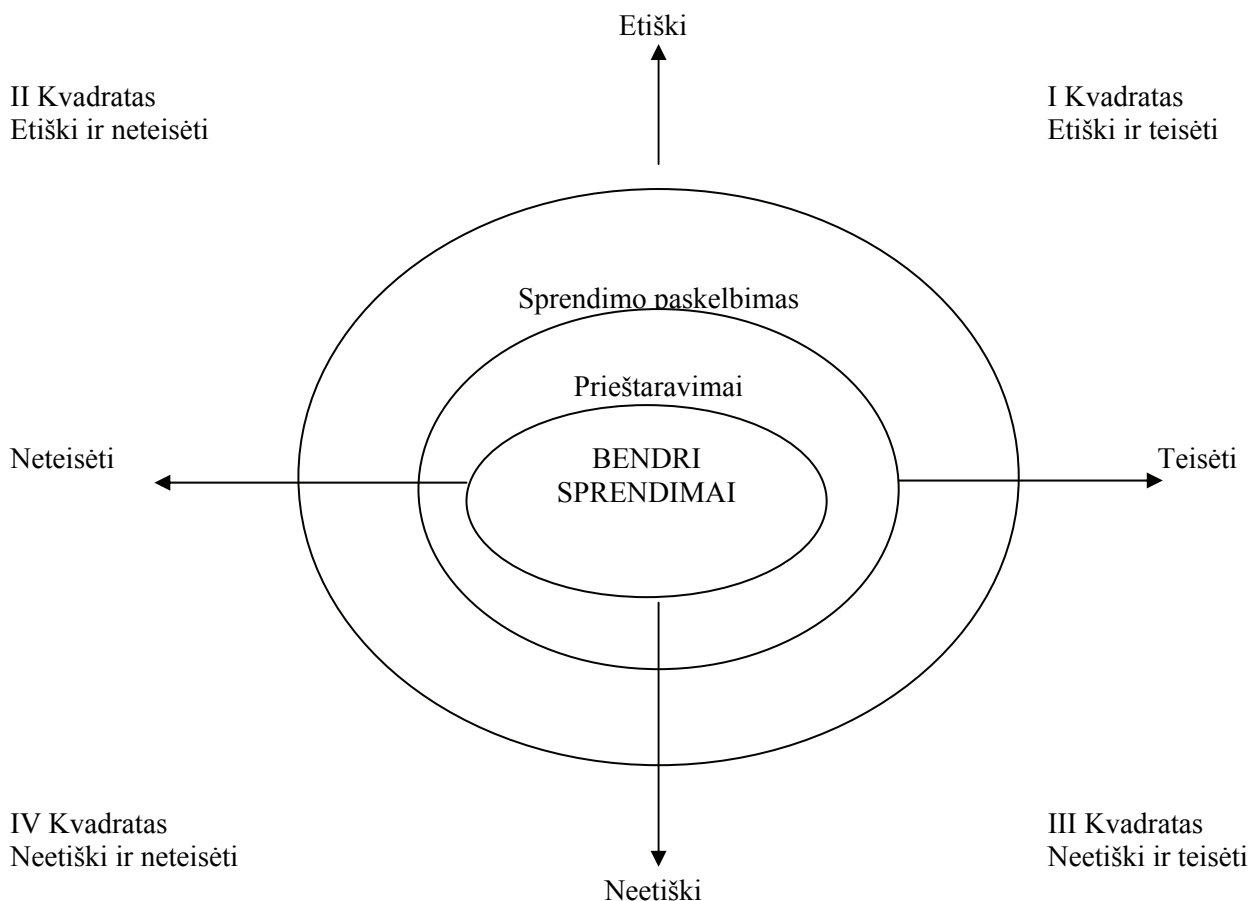 Etiški
II Kvadratas
Etiški ir neteisėti
I Kvadratas
Etiški ir teisėti
Sprendimo paskelbimas
Prieštaravimai
Neteisėti
BENDRI
SPRENDIMAI
Teisėti
IV Kvadratas
Neetiški ir neteisėti
III Kvadratas
Neetiški ir teisėti
Neetiški